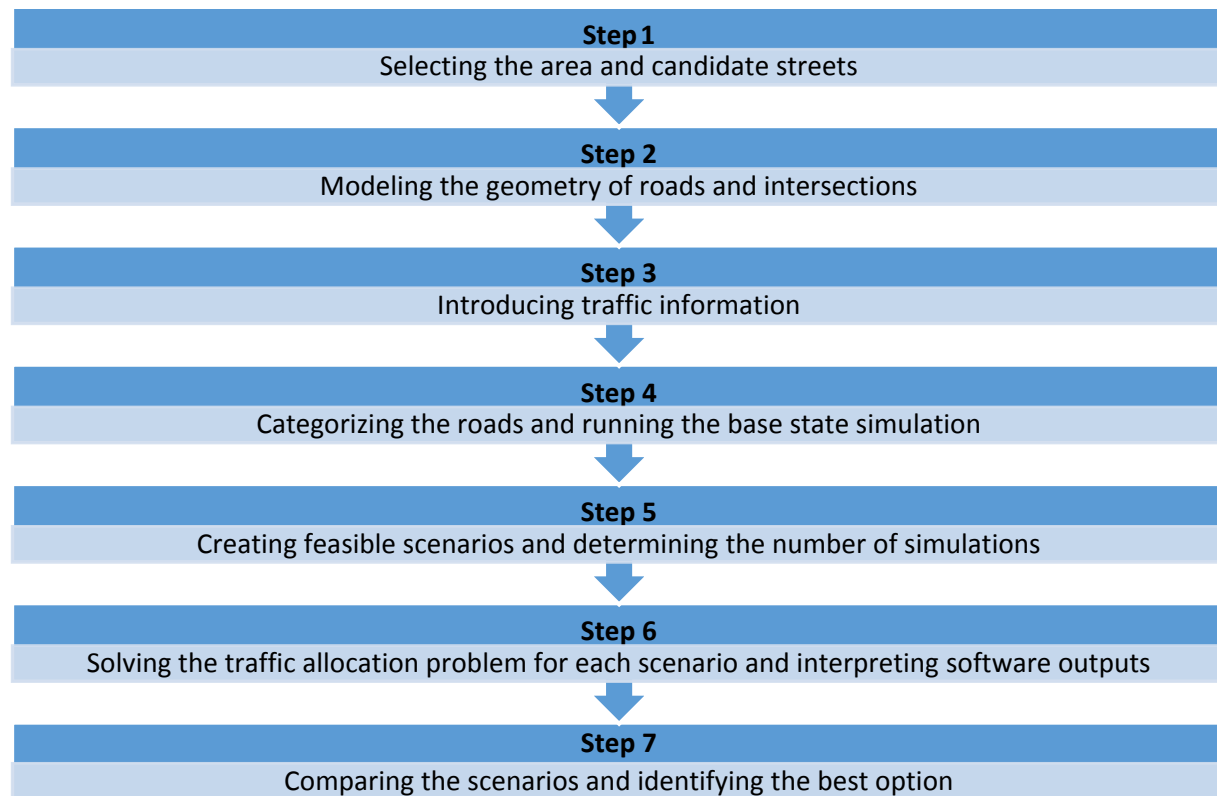 Step 1
Selecting the area and candidate streets
Step 2
Modeling the geometry of roads and intersections
Step 3
Introducing traffic information
Step 4
Categorizing the roads and running the base state simulation
Step 5
Creating feasible scenarios and determining the number of simulations
Step 6
Solving the traffic allocation problem for each scenario and interpreting software outputs
Step 7
Comparing the scenarios and identifying the best option